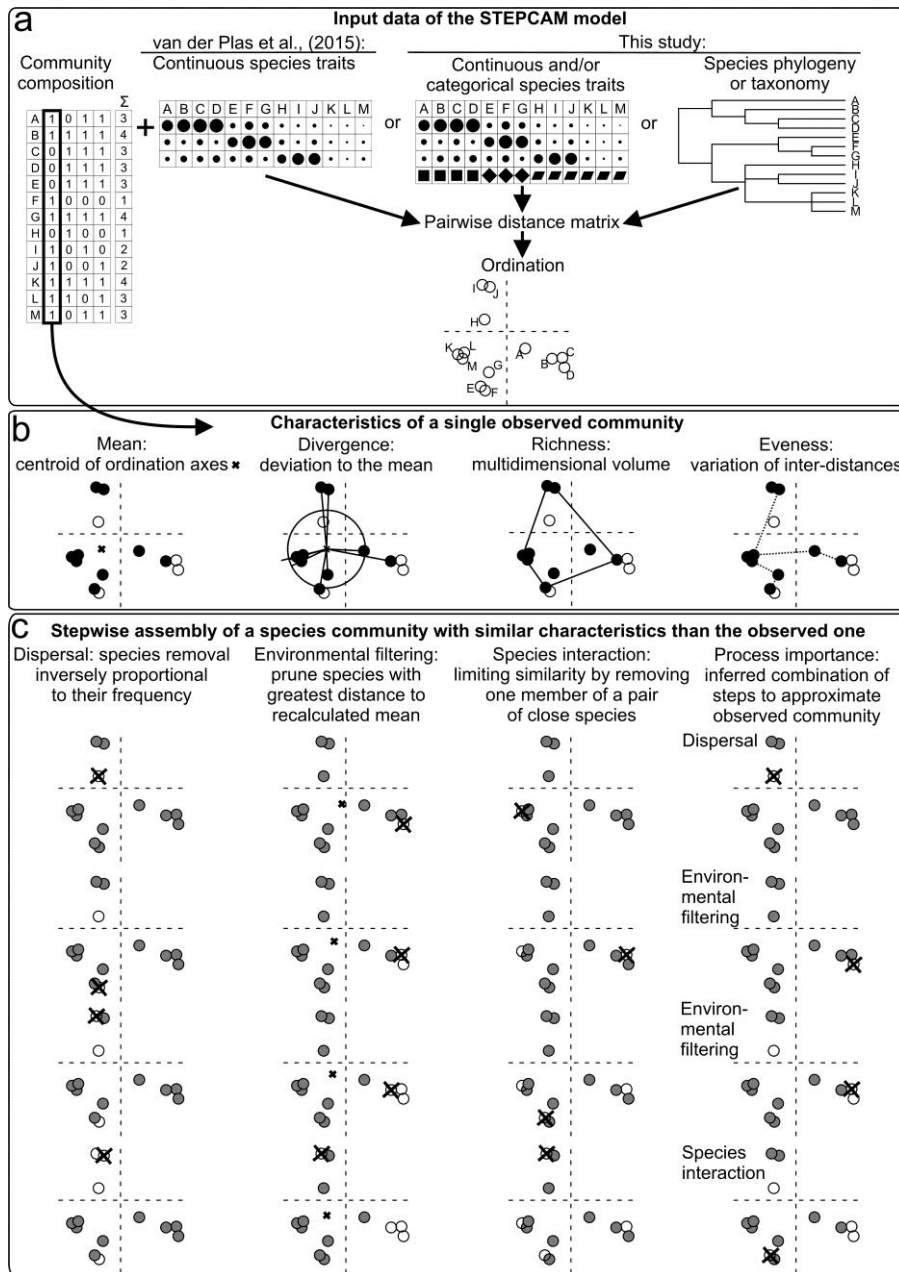 a
Input data of the STEPCAM model
van der Plas et al., (2015):
This study:
Community
composition
Continuous species traits
Continuous and/or
categorical species traits
Species phylogeny
or taxonomy
Σ
A 1 0 1 1 3
B 1 1 1 1 4
C 0 1 1 1 3
D 0 1 1 1 3
E 0 1 1 1 3
F 1 0 0 0 1
G 1 1 1 1 4
H 0 1 0 0 1
I 1 0 1 0 2
J 1 0 0 1 2
K 1 1 1 1 4
L 1 1 0 1 3
M 1 0 1 1 3
+
A B C D E F G H I J K L M
or
A B C D E F G H I J K L M
or
A
B
C
D
E
F
G
H
I
J
K
L
M
Pairwise distance matrix
Ordination
I J
H
K L M
A
B C D
G
E F
b
Characteristics of a single observed community
Mean:
centroid of ordination axes
Divergence:
deviation to the mean
Richness:
multidimensional volume
Eveness:
variation of inter-distances
c
Stepwise assembly of a species community with similar characteristics than the observed one
Dispersal: species removal
inversely proportional
to their frequency
Environmental filtering:
prune species with
greatest distance to
recalculated mean
Species interaction:
limiting similarity by removing
one member of a pair
of close species
Process importance:
inferred combination of
steps to approximate
observed community
Dispersal
Environ-
mental
filtering
Environ-
mental
filtering
Species
interaction